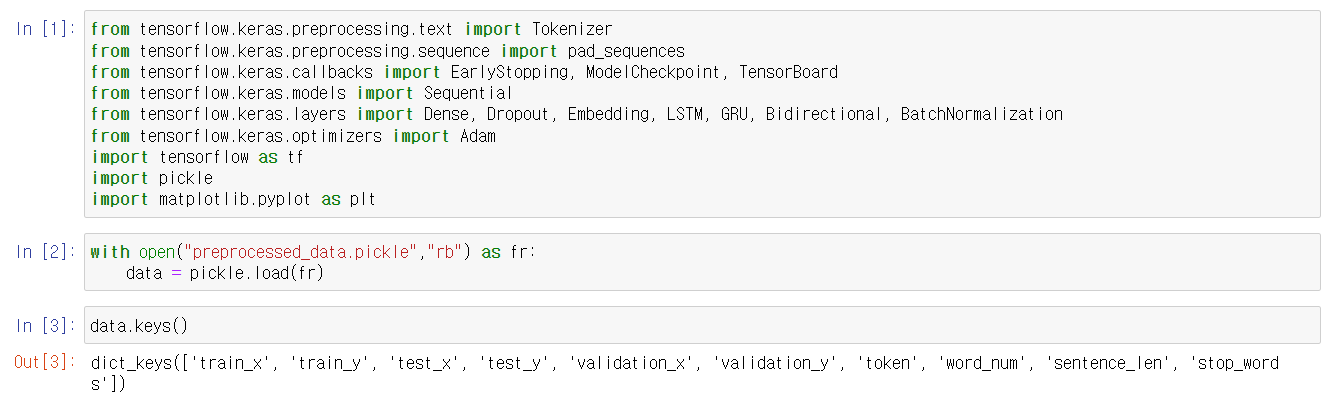 In [1]: from tensorflow.keras.preprocessing.text import Tokenizer
from tensorflow.keras.preprocessing.sequence import pad_sequences
from tensorflow.keras.callbacks import EarlyStopping, ModelCheckpoint, TensorBoard
from tensorflow.keras.models import Sequential
from tensorflow.keras.layers import Dense, Dropout, Embedding, LSTM, GRU, Bidirectional, BatchNormalization
from tensorflow.keras.optimizers import Adam
import tensorflow as tf
import pickle
import matplotlib.pyplot as plt
In [2]: with open("preprocessed_data.pickle","rb") as fr:
    data = pickle.load(fr)
In [3]: data.keys()
Out[3]: dict_keys(['train_x', 'train_y', 'test_x', 'test_y', 'validation_x', 'validation_y', 'token', 'word_num', 'sentence_len', 'stop_word
s'])